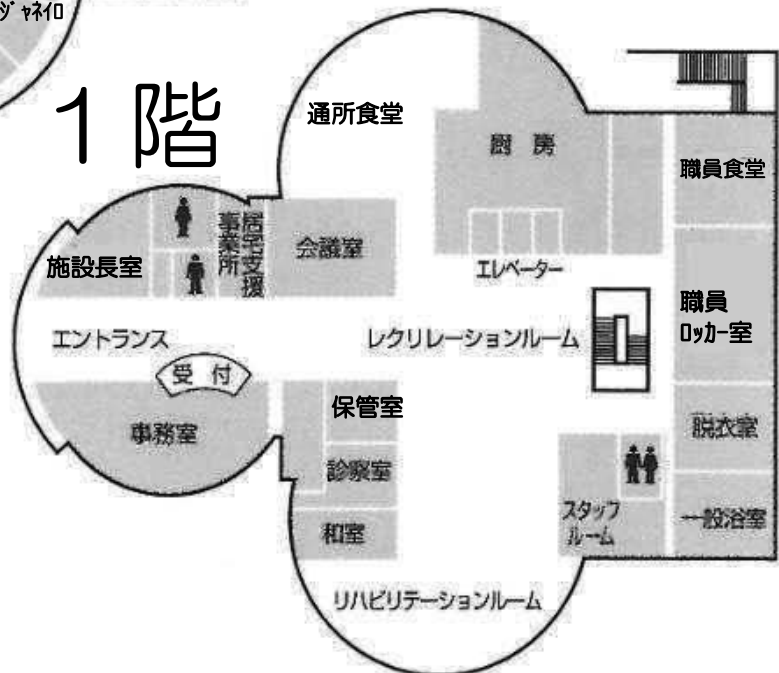 ｼﾞｬﾈｲﾛ
1階
通所食堂
厨 房
職員食堂
居宅支援
事業所
会議室
施設長室
エレベーター
職員
ﾛｯｶｰ室
エントランス
レクリレーションルーム
受 付
保管室
事務室
脱衣室
診察室
スタッフ
ルーム
一般浴室
和室
リハビリテーションルーム